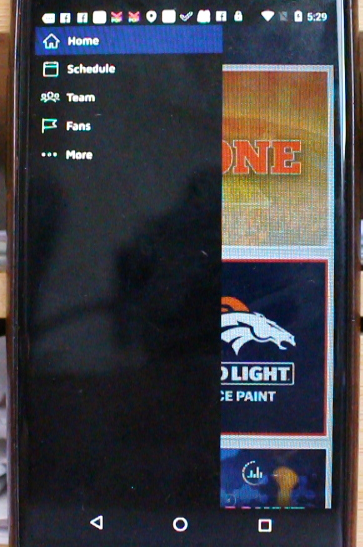 5:29
Home
Schedule
Team
Fans
More
ONE
D LIGHT
CE PAINT